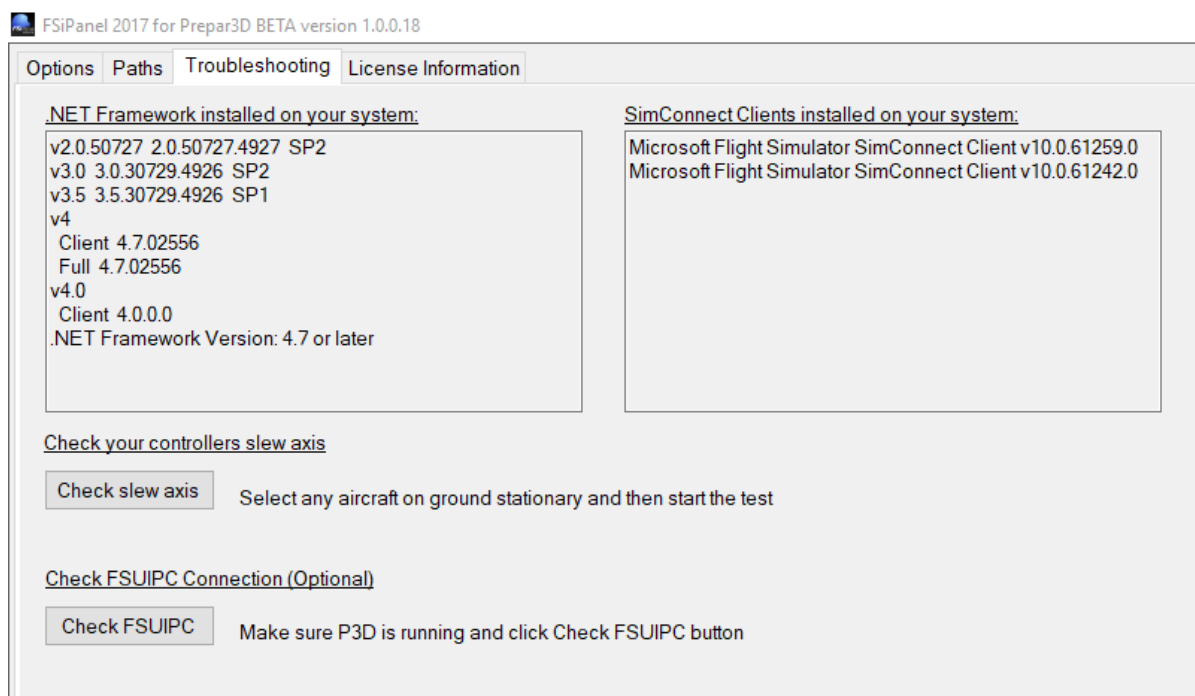 FSiPanel 2017 for Prepar3D BETA version 1.0.0.18
Options Paths Troubleshooting License Information
.NET Framework installed on your system:
v2.0.50727 2.0.50727.4927 SP2
v3.0 3.0.30729.4926 SP2
v3.5 3.5.30729.4926 SP1
v4
Client 4.7.02556
Full 4.7.02556
v4.0
Client 4.0.0.0
.NET Framework Version: 4.7 or later
SimConnect Clients installed on your system:
Microsoft Flight Simulator SimConnect Client v10.0.61259.0
Microsoft Flight Simulator SimConnect Client v10.0.61242.0
Check your controllers slew axis
Check slew axis Select any aircraft on ground stationary and then start the test
Check FSUIPC Connection (Optional)
Check FSUIPC Make sure P3D is running and click Check FSUIPC button